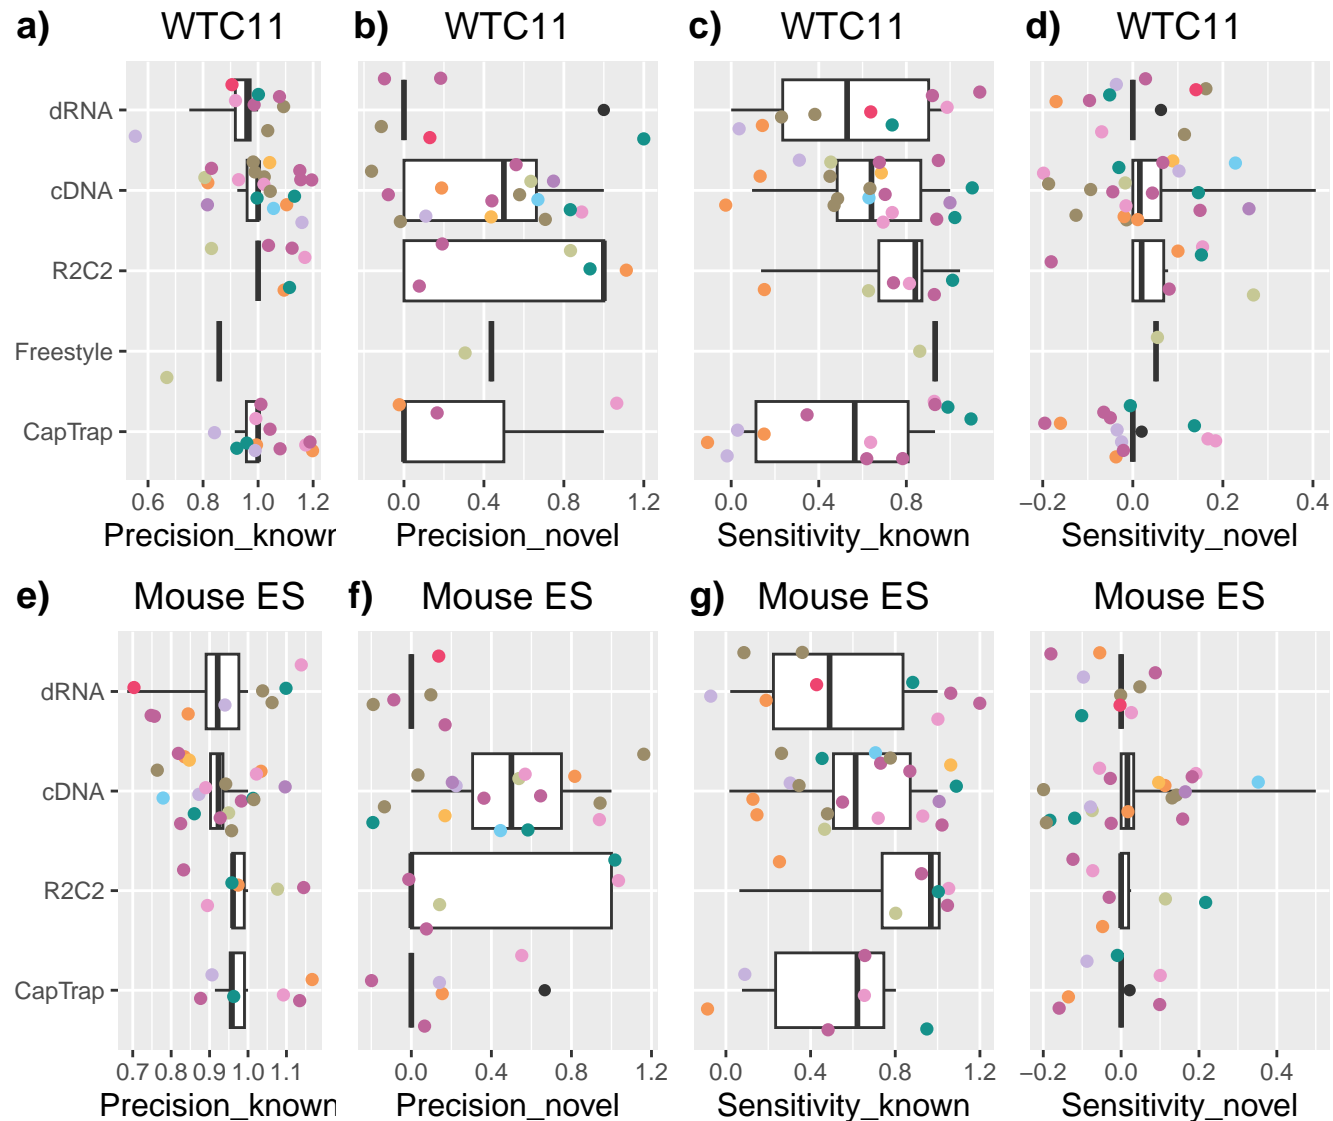 a) WTC11 b) WTC11 c) WTC11 d) WTC11
dRNA
cDNA
R2C2
Freestyle
CapTrap
0.6 0.8 1.0 1.2 0.0 0.4 0.8 1.2 0.0 0.4 0.8 −0.2 0.0 0.2 0.4
Precision_known Precision_novel Sensitivity_known Sensitivity_novel
e) Mouse ES f) Mouse ES g) Mouse ES Mouse ES
dRNA
cDNA
R2C2
CapTrap
0.7 0.8 0.9 1.0 1.1 0.0 0.4 0.8 1.2 0.0 0.4 0.8 1.2 −0.2 0.0 0.2 0.4
Precision_known Precision_novel Sensitivity_known Sensitivity_novel